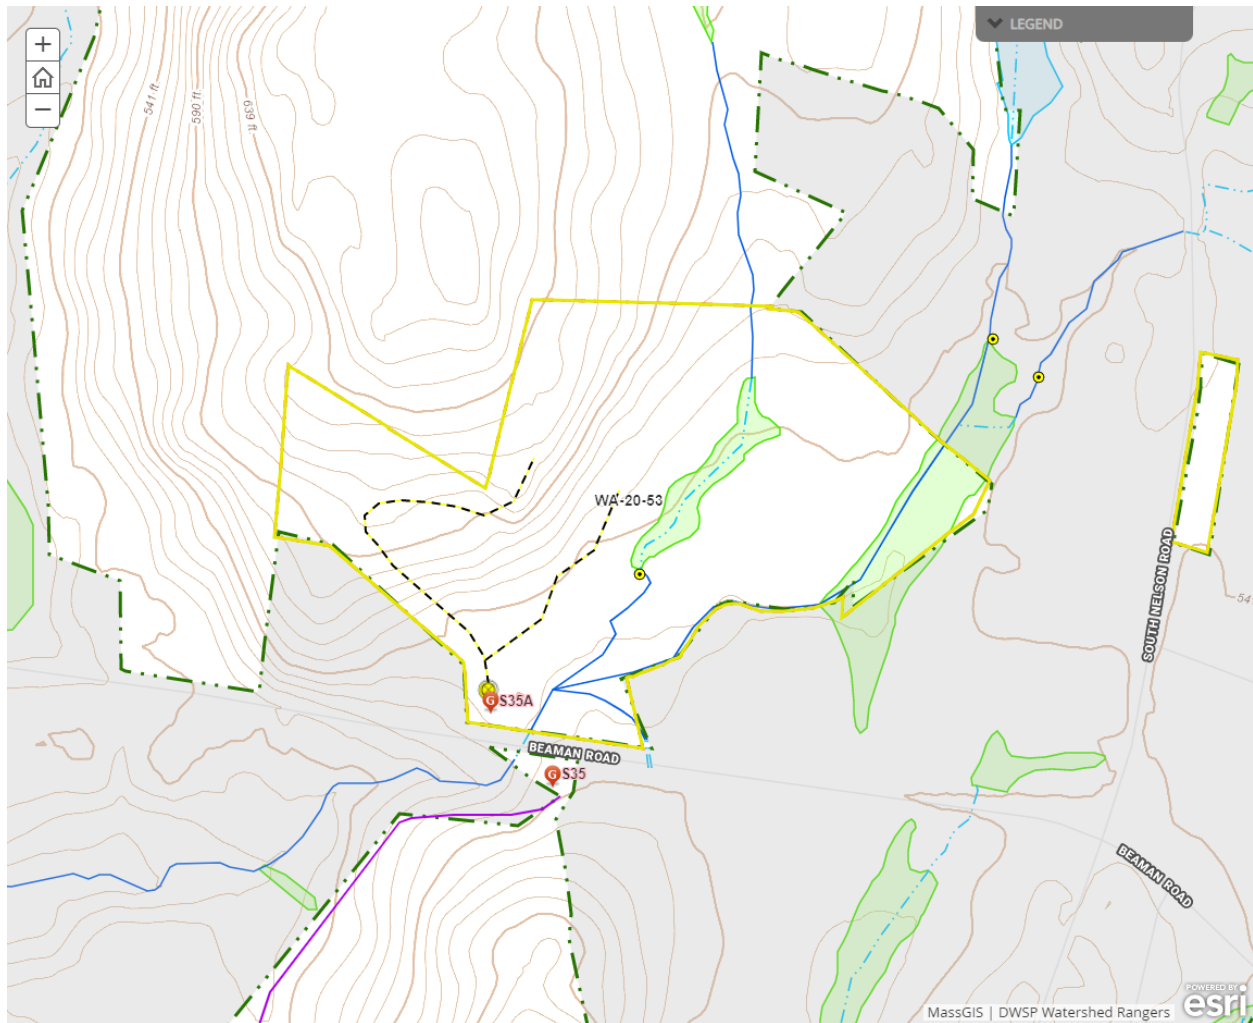 LEGEND
+
−
541 ft.
590 ft.
639 ft.
WA-20-53
G S35A
BEAMAN ROAD
G S35
SOUTH NELSON ROAD
54
BEAMAN ROAD
MassGIS | DWSP Watershed Rangers
POWERED BY
esri